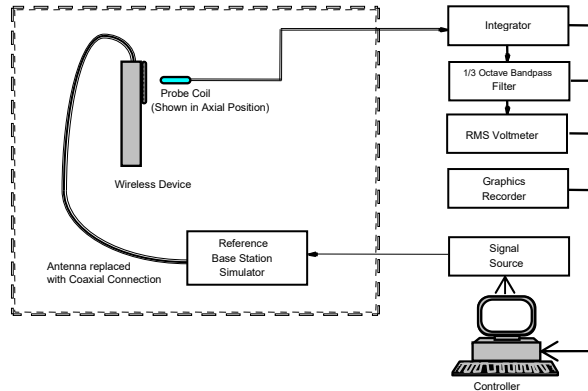 Integrator
1/3 Octave Bandpass
Filter
RMS Voltmeter
Graphics
Recorder
Probe Coil
(Shown in Axial Position)
Wireless Device
Reference
Base Station
Simulator
Signal
Source
Antenna replaced
with Coaxial Connection
Controller